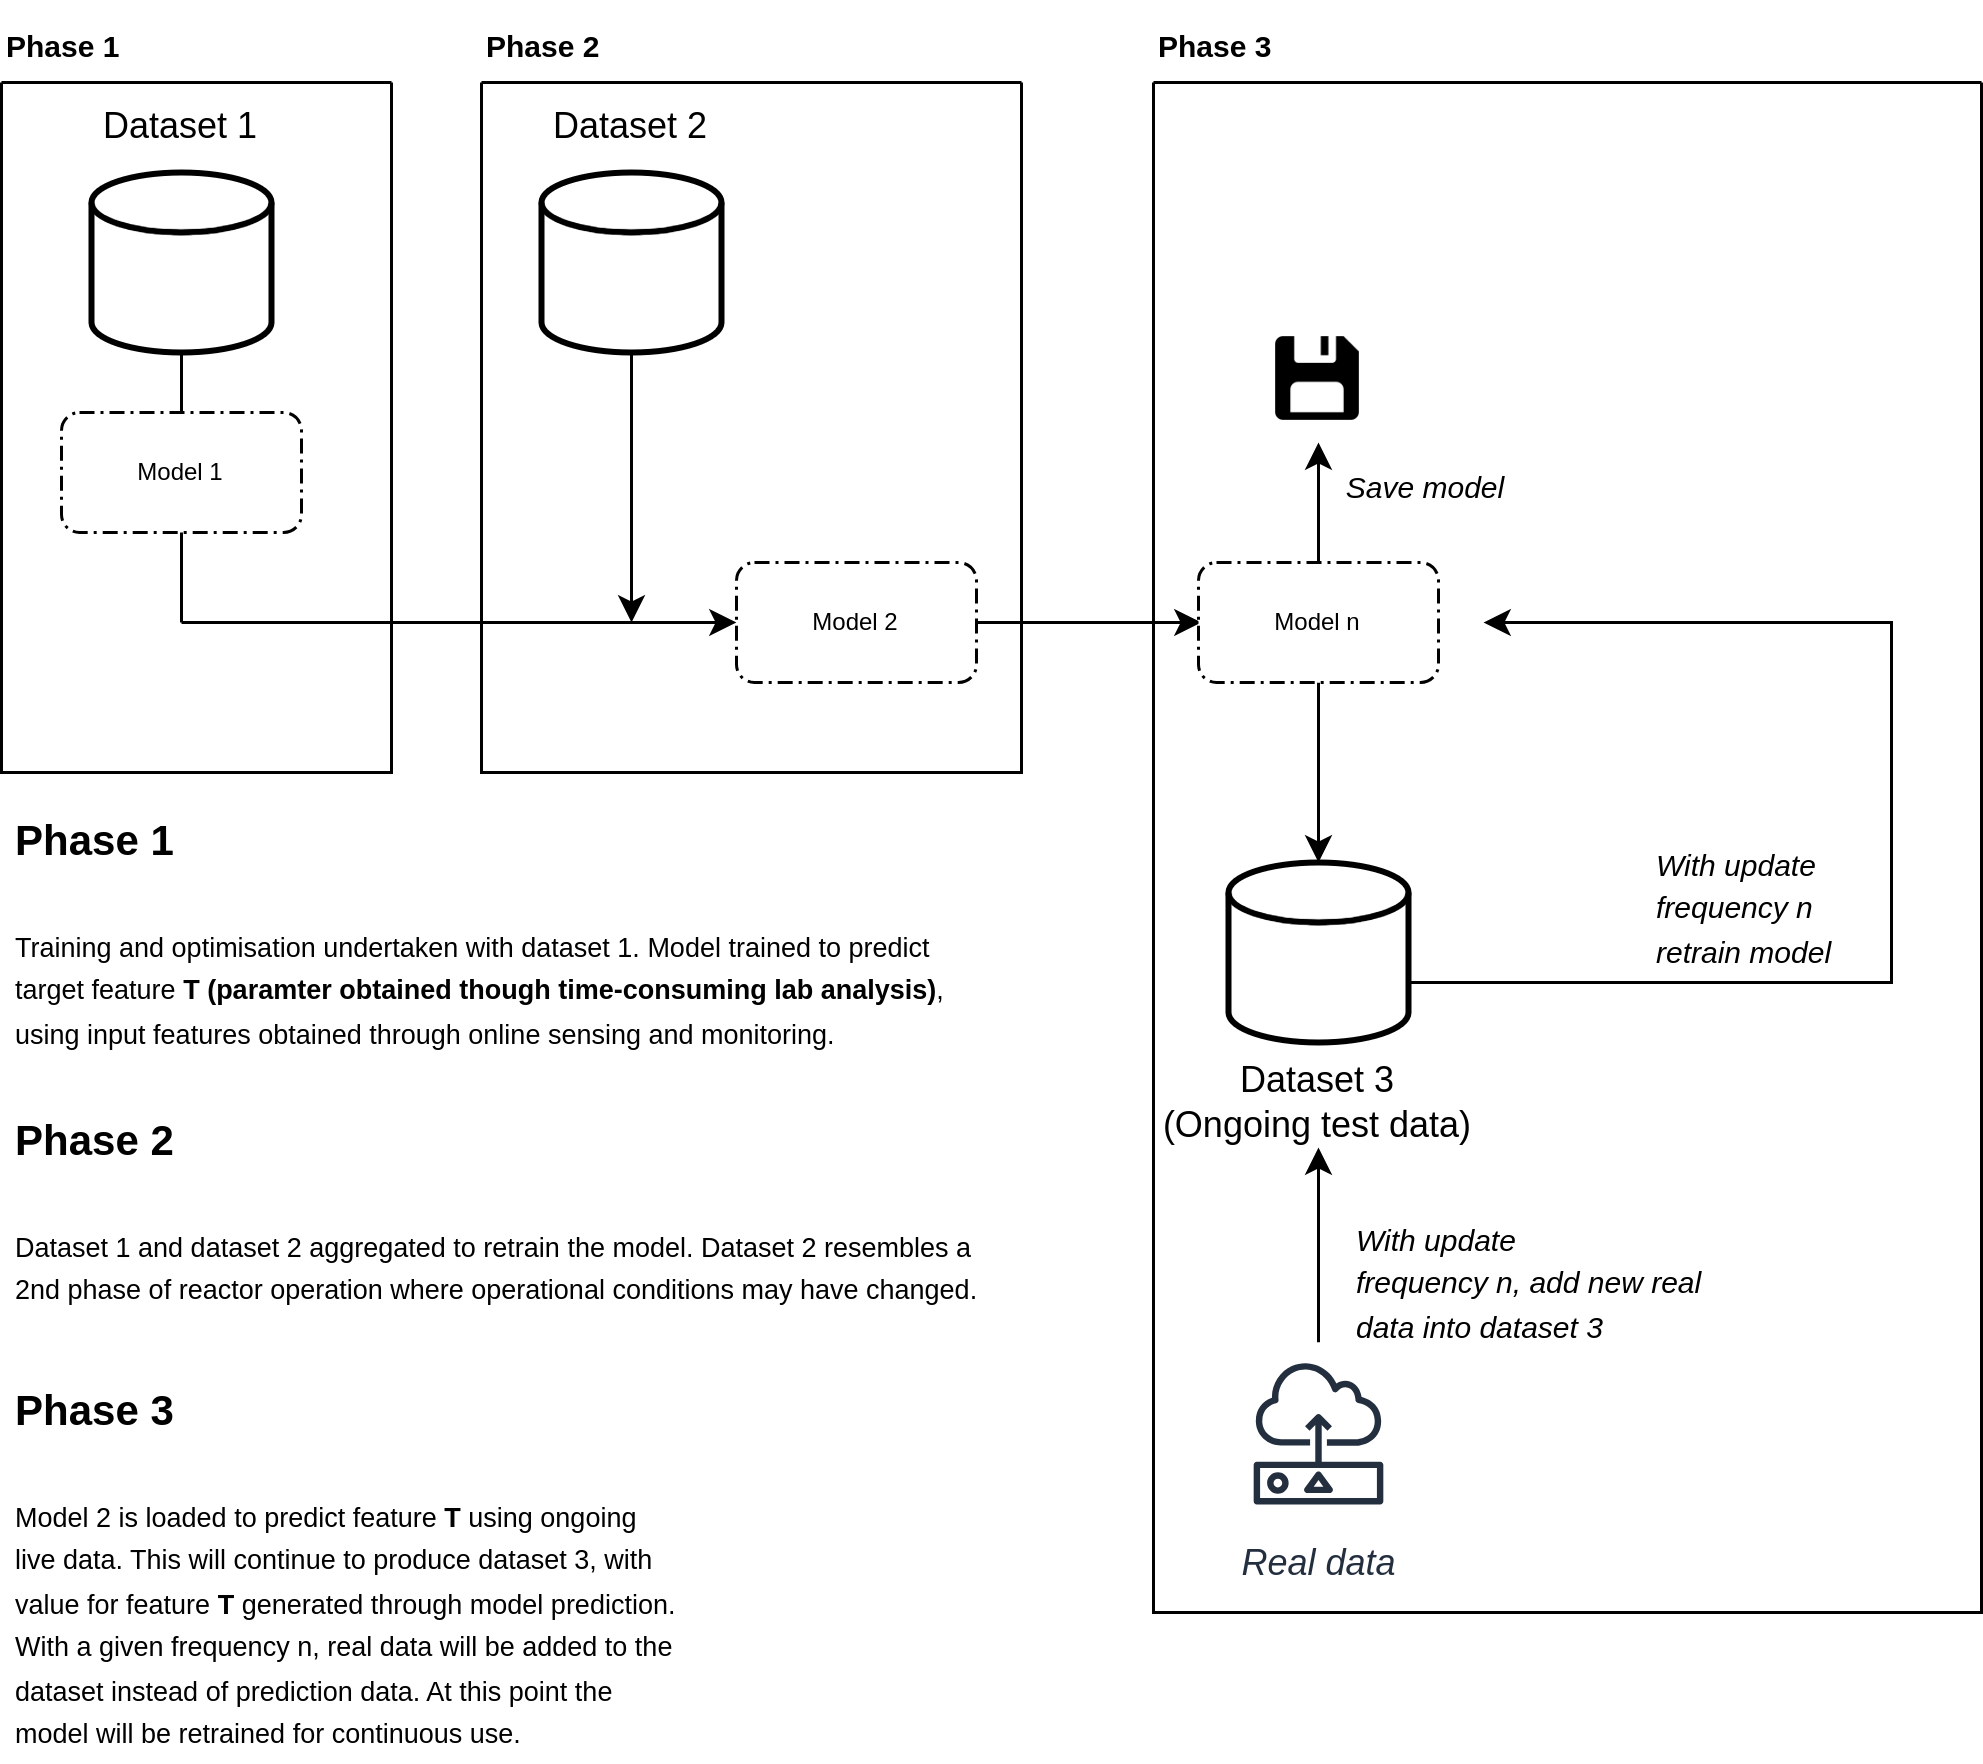 Phase 1
Phase 2
Phase 3
Dataset 1
Dataset 2
Model 1
Save model
Model 2
Model n
With update
frequency n
retrain model
Dataset 3
(Ongoing test data)
With update
frequency n, add new real
data into dataset 3
Real data
Phase 1
Training and optimisation undertaken with dataset 1. Model trained to predict
target feature T (paramter obtained though time-consuming lab analysis),
using input features obtained through online sensing and monitoring.
Phase 2
Dataset 1 and dataset 2 aggregated to retrain the model. Dataset 2 resembles a
2nd phase of reactor operation where operational conditions may have changed.
Phase 3
Model 2 is loaded to predict feature T using ongoing
live data. This will continue to produce dataset 3, with
value for feature T generated through model prediction.
With a given frequency n, real data will be added to the
dataset instead of prediction data. At this point the
model will be retrained for continuous use.